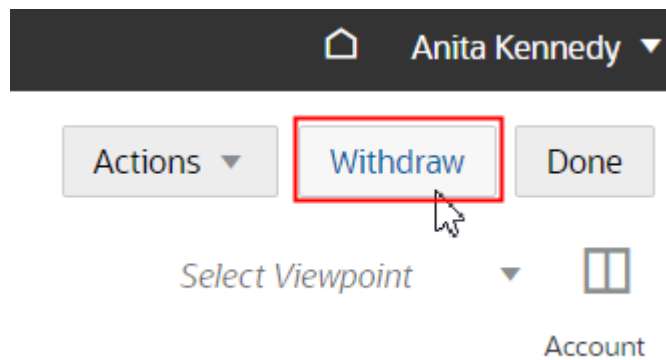 Anita Kennedy
Actions Withdraw Done
Select Viewpoint
Account